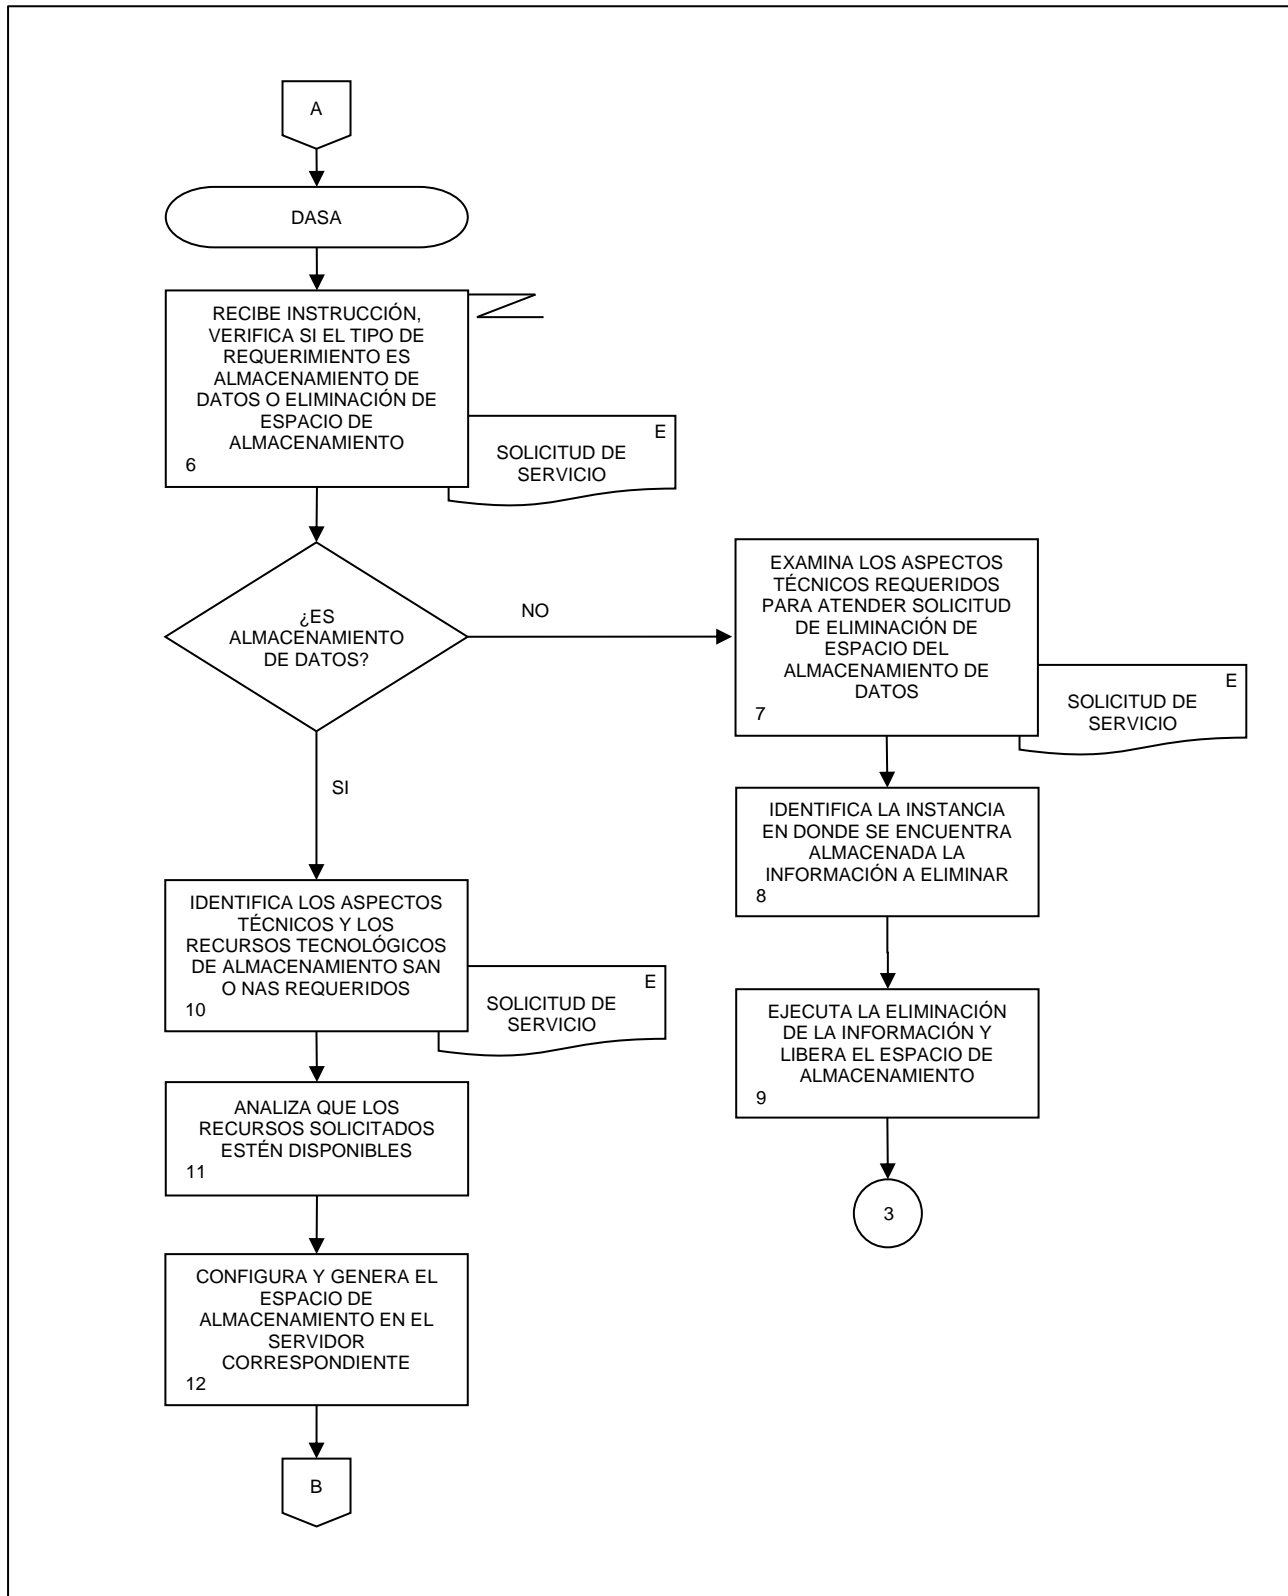 A
DASA
RECIBE INSTRUCCIÓN,
VERIFICA SI EL TIPO DE
REQUERIMIENTO ES
ALMACENAMIENTO DE
DATOS O ELIMINACIÓN DE
ESPACIO DE
ALMACENAMIENTO
6
E
SOLICITUD DE
SERVICIO
¿ES
ALMACENAMIENTO
DE DATOS?
NO
EXAMINA LOS ASPECTOS
TÉCNICOS REQUERIDOS
PARA ATENDER SOLICITUD
DE ELIMINACIÓN DE
ESPACIO DEL
ALMACENAMIENTO DE
DATOS
7
E
SOLICITUD DE
SERVICIO
IDENTIFICA LA INSTANCIA
EN DONDE SE ENCUENTRA
ALMACENADA LA
INFORMACIÓN A ELIMINAR
8
EJECUTA LA ELIMINACIÓN
DE LA INFORMACIÓN Y
LIBERA EL ESPACIO DE
ALMACENAMIENTO
9
3
SI
IDENTIFICA LOS ASPECTOS
TÉCNICOS Y LOS
RECURSOS TECNOLÓGICOS
DE ALMACENAMIENTO SAN
O NAS REQUERIDOS
10
E
SOLICITUD DE
SERVICIO
ANALIZA QUE LOS
RECURSOS SOLICITADOS
ESTÉN DISPONIBLES
11
CONFIGURA Y GENERA EL
ESPACIO DE
ALMACENAMIENTO EN EL
SERVIDOR
CORRESPONDIENTE
12
B